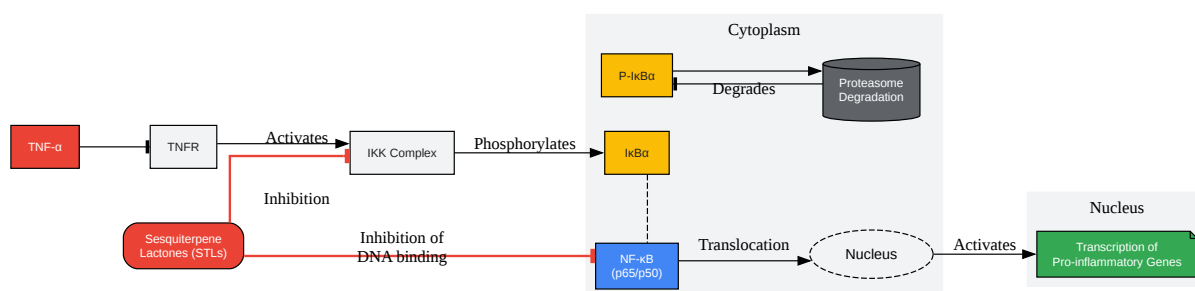 Cytoplasm
P-IκBα
Degrades
Proteasome
Degradation
TNF-α
TNFR
Activates
IKK Complex
Phosphorylates
IκBα
Inhibition
Sesquiterpene
Lactones (STLs)
Inhibition of
DNA binding
NF-κB
(p65/p50)
Translocation
Nucleus
Activates
Nucleus
Transcription of
Pro-inflammatory Genes